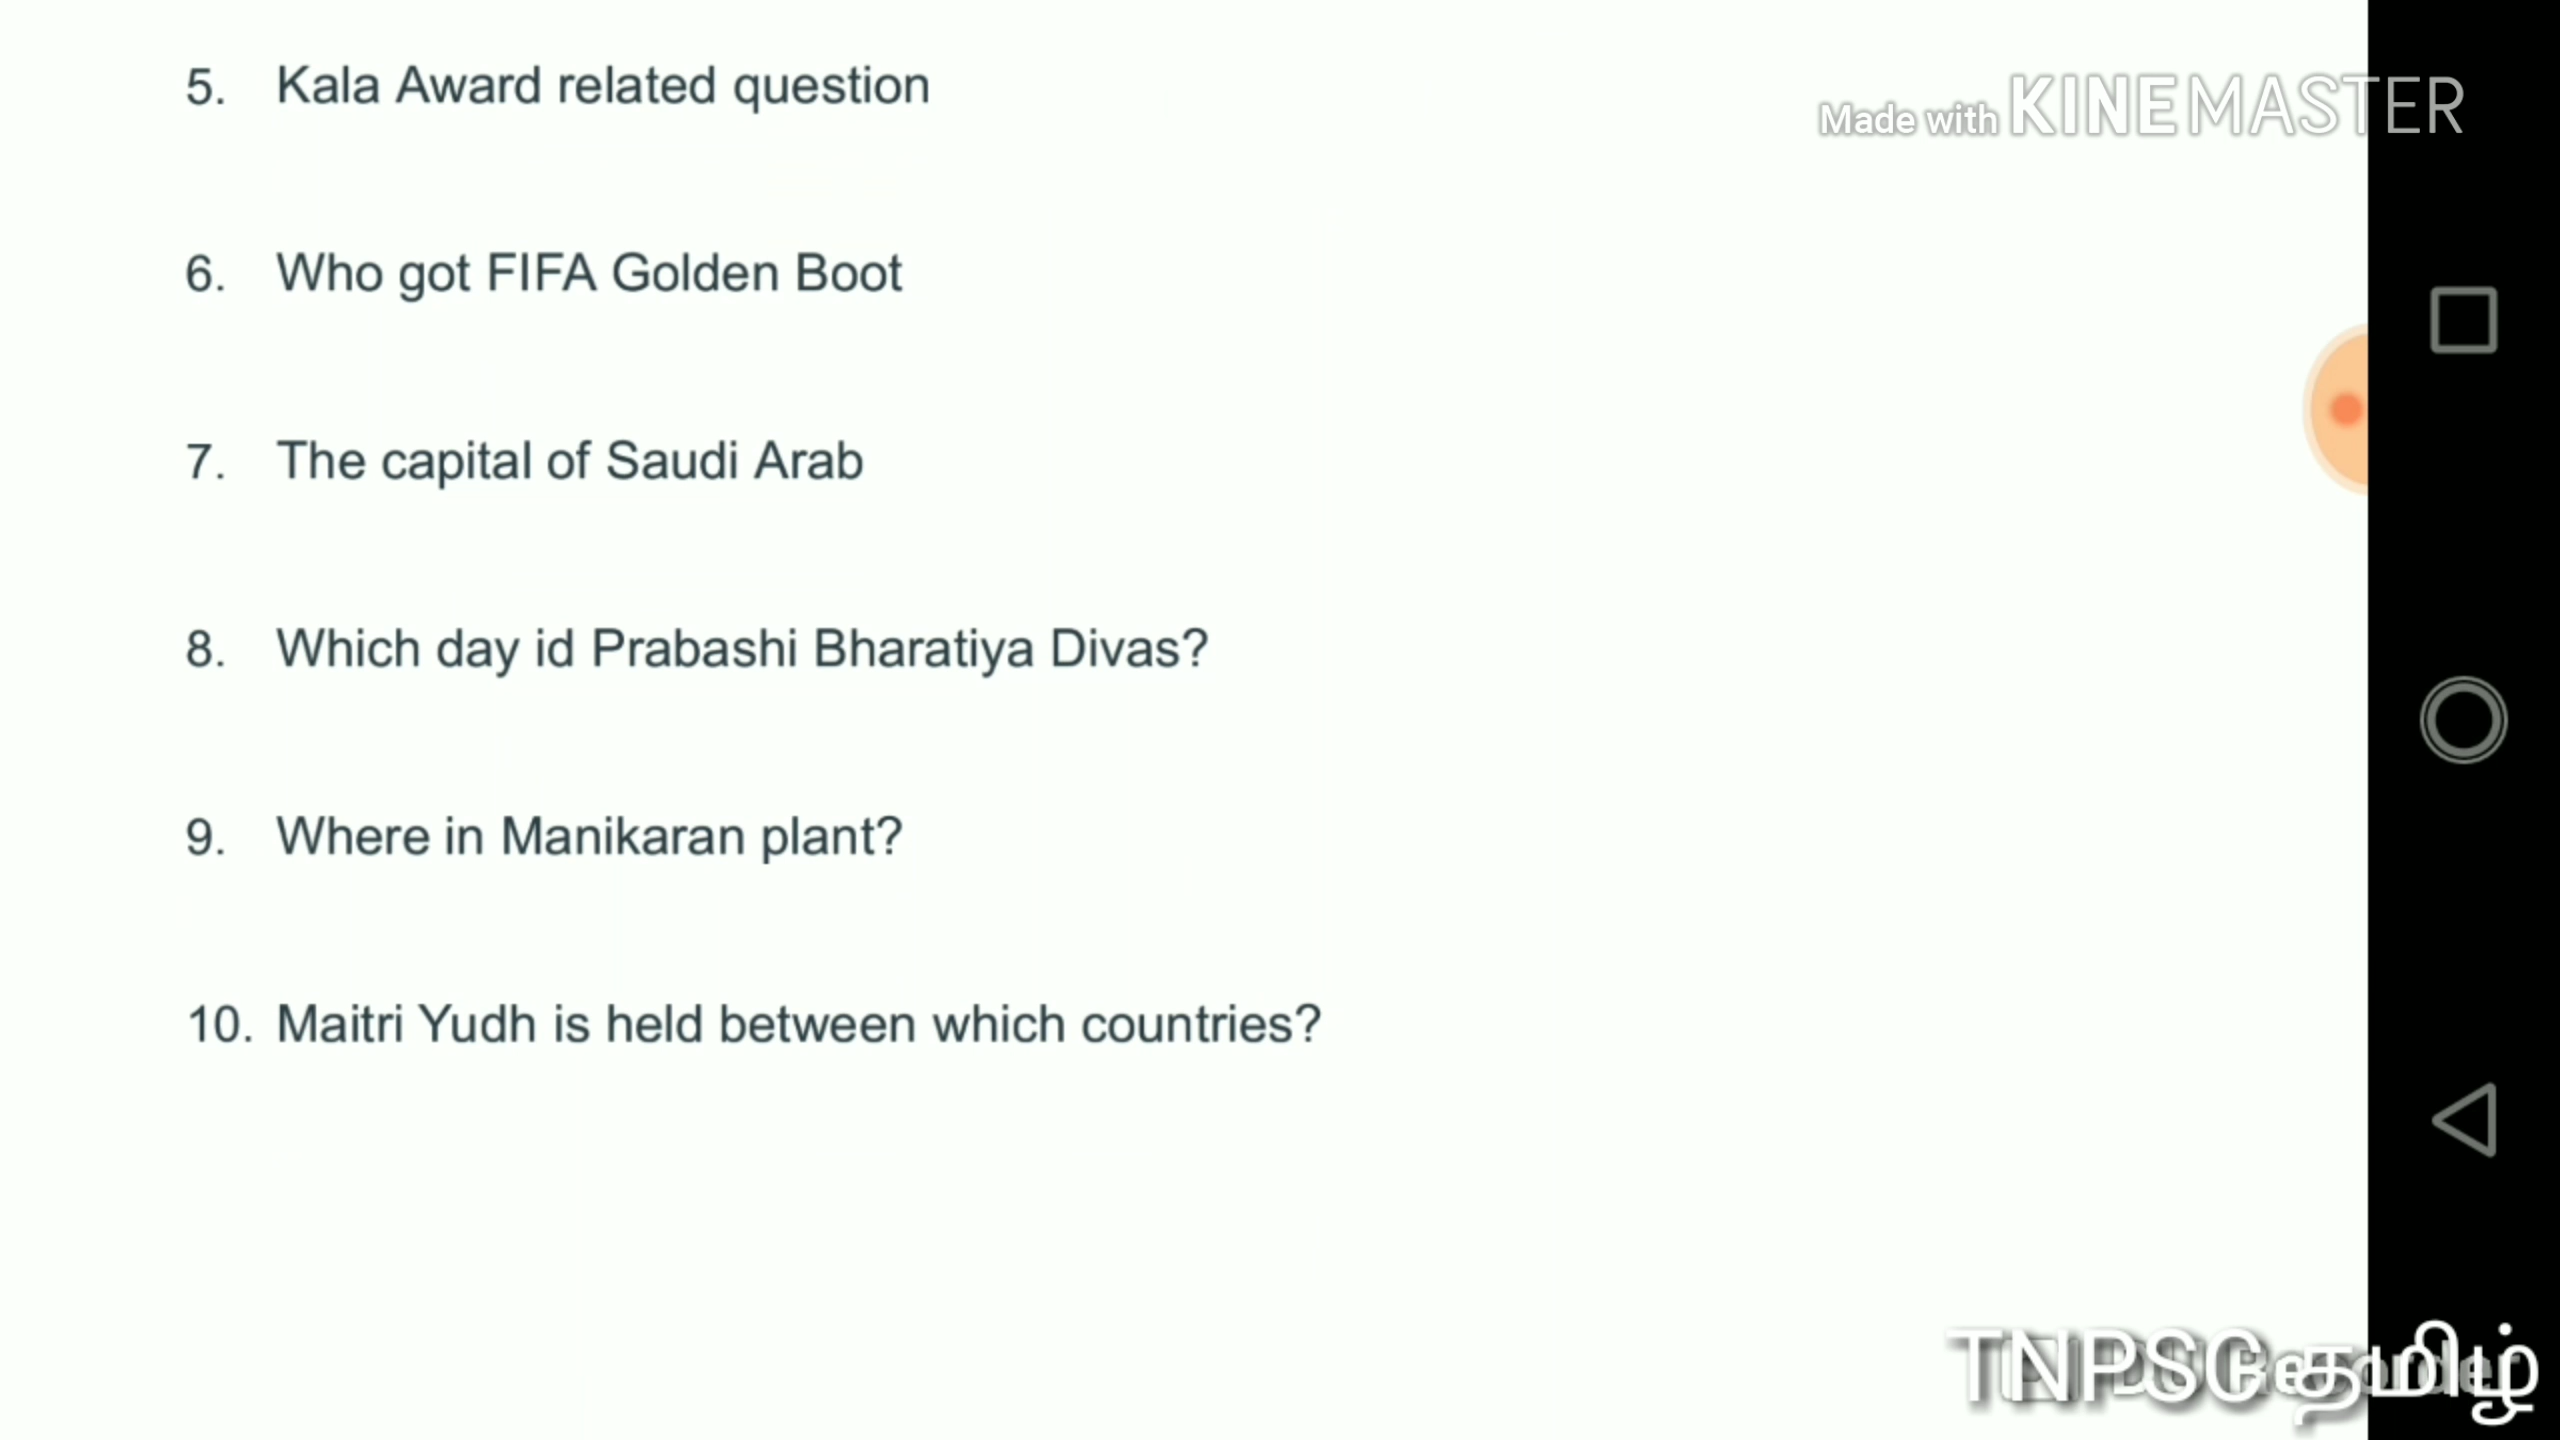 5. Kala Award related question
Made with KINEMASTER
6. Who got FIFA Golden Boot
7. The capital of Saudi Arab
8. Which day id Prabashi Bharatiya Divas?
9. Where in Manikaran plant?
10. Maitri Yudh is held between which countries?
TNPSC தமிழ்